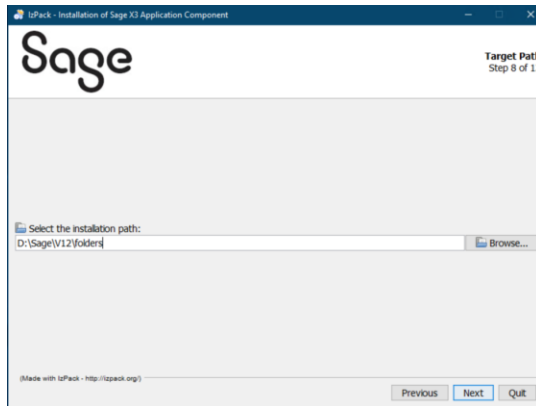 IzPack - Installation of Sage X3 Application Component
Sage
Target Pat
Step 8 of 1
Select the installation path:
D:\Sage\V12\folders
Browse...
(Made with IzPack - http://izpack.org/)
Previous
Next
Quit